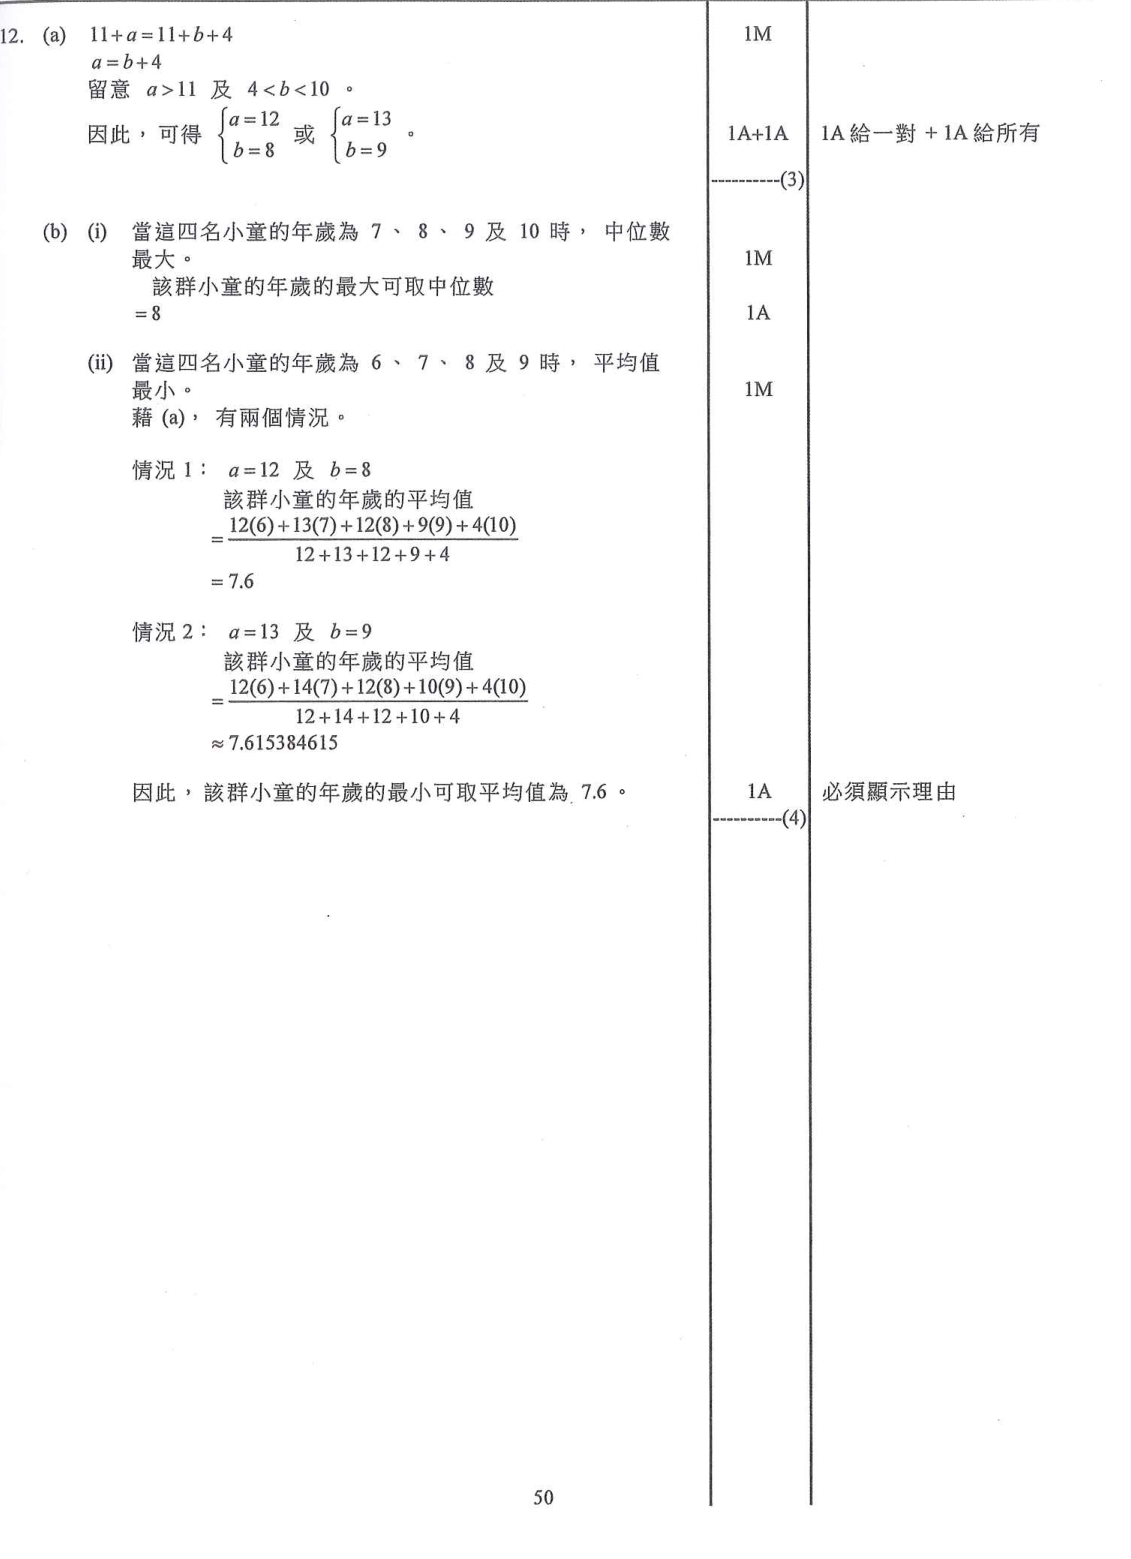 12. (a) 11+a=11+b+4 1M
a=b+4
留意 a>11 及 4<b<10 。
因此，可得 {a=12 b=8 或 {a=13 b=9 。 1A+1A 1A 給一對 + 1A 給所有
----------(3)
(b) (i) 當這四名小童的年歲為 7、8、9 及 10 時，中位數
最大。 1M
該群小童的年歲的最大可取中位數
=8 1A
(ii) 當這四名小童的年歲為 6、7、8 及 9 時，平均值
最小。 1M
藉 (a)，有兩個情況。
情況 1： a=12 及 b=8
該群小童的年歲的平均值
= 12(6)+13(7)+12(8)+9(9)+4(10)
12+13+12+9+4
= 7.6
情況 2： a=13 及 b=9
該群小童的年歲的平均值
= 12(6)+14(7)+12(8)+10(9)+4(10)
12+14+12+10+4
≈ 7.615384615
因此，該群小童的年歲的最小可取平均值為 7.6 。 1A 必須顯示理由
----------(4)
50